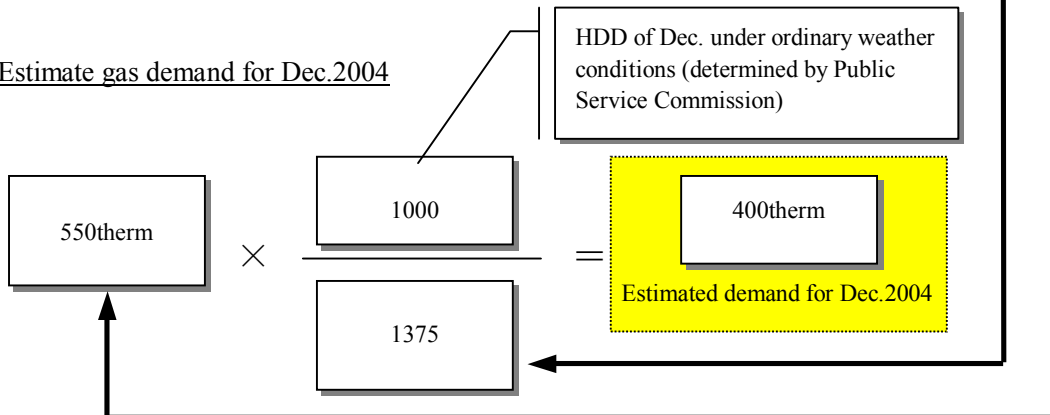 HDD of Dec. under ordinary weather
conditions (determined by Public
Service Commission)
Estimate gas demand for Dec.2004
550therm
×
1000
1375
=
400therm
Estimated demand for Dec.2004